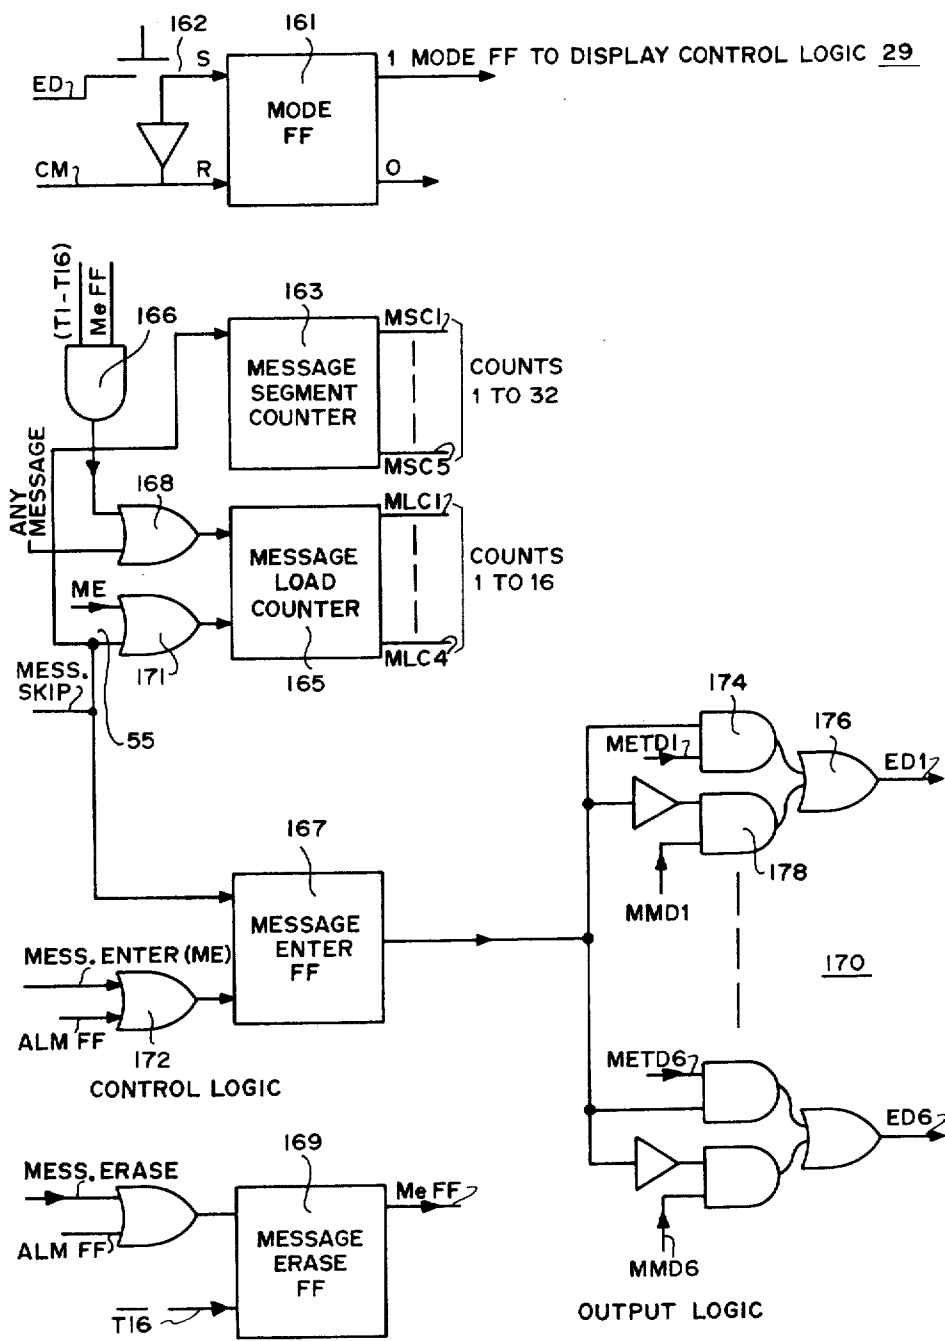 162
161
S
1 MODE FF TO DISPLAY CONTROL LOGIC 29
ED
MODE
FF
CM
R
O
(T1-T16)
MeFF
166
163
MSC1
MESSAGE
SEGMENT
COUNTER
COUNTS
1 TO 32
MSC5
ANY
MESSAGE
168
MLC1
MESSAGE
LOAD
COUNTER
COUNTS
1 TO 16
ME
MLC4
171
165
MESS.
SKIP
55
174
176
METD1
ED1
178
MMD1
167
MESSAGE
ENTER
FF
MESS. ENTER (ME)
170
ALM FF
172
CONTROL LOGIC
METD6
ED6
169
MESS. ERASE
MeFF
ALM FF
MESSAGE
ERASE
FF
MMD6
T16
OUTPUT LOGIC